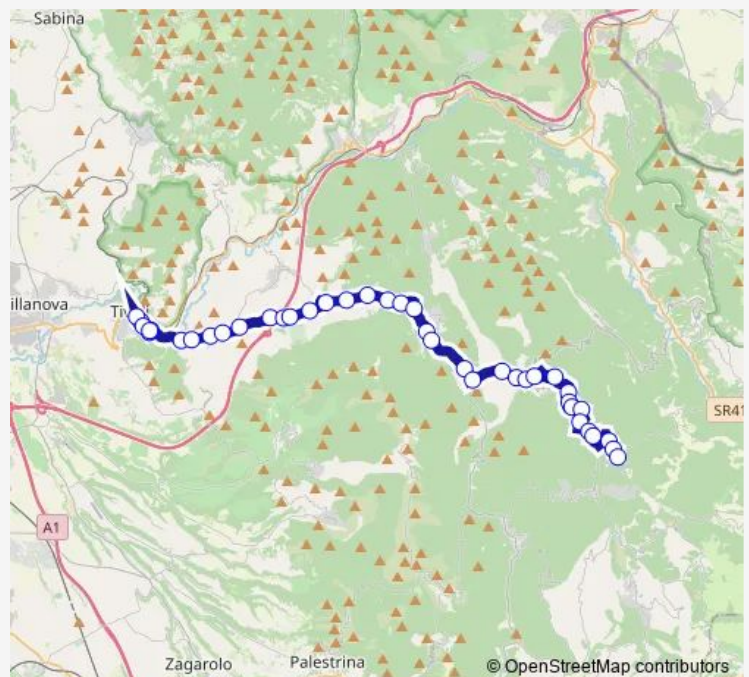 Sabina
illanova
Tiv
SR41
A1
Zagarolo
Palestrina
© OpenStreetMap contributors